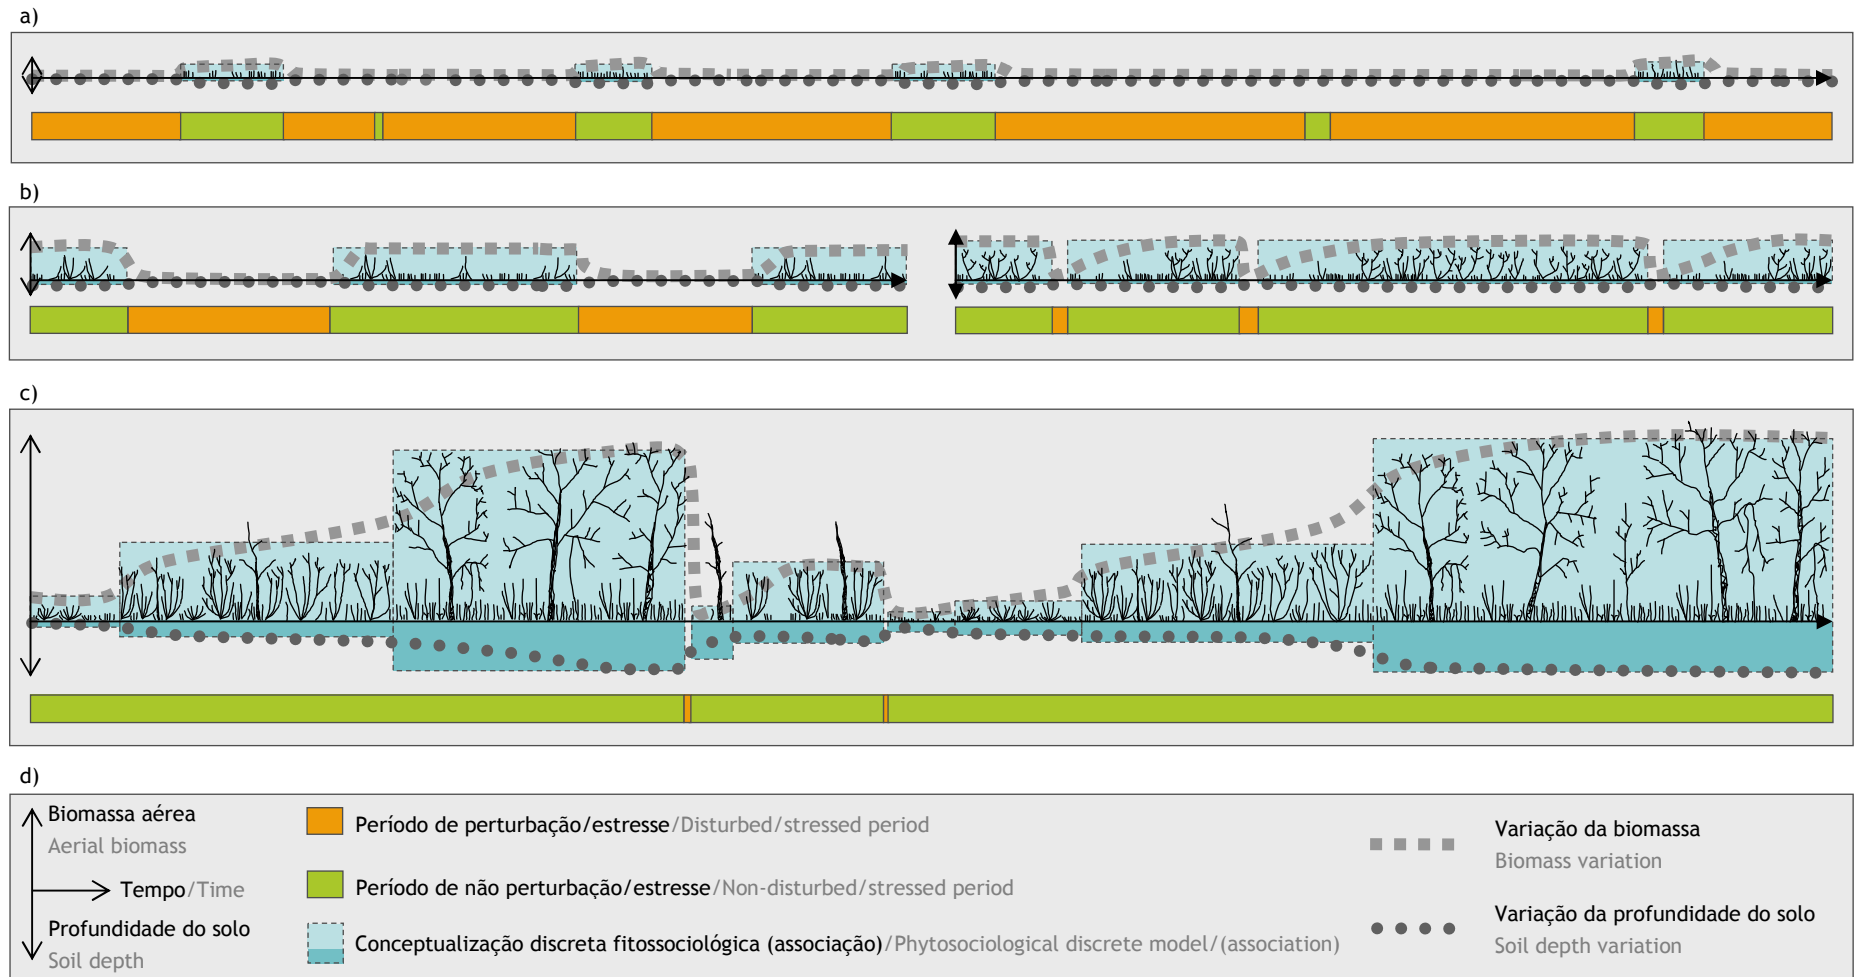 a)
b)
c)
d)
Biomassa aérea
Aerial biomass
Tempo/Time
Profundidade do solo
Soil depth
Período de perturbação/estresse/Disturbed/stressed period
Período de não perturbação/estresse/Non-disturbed/stressed period
Conceptualização discreta fitossociológica (associação)/Phytosociological discrete model/(association)
Variação da biomassa
Biomass variation
Variação da profundidade do solo
Soil depth variation